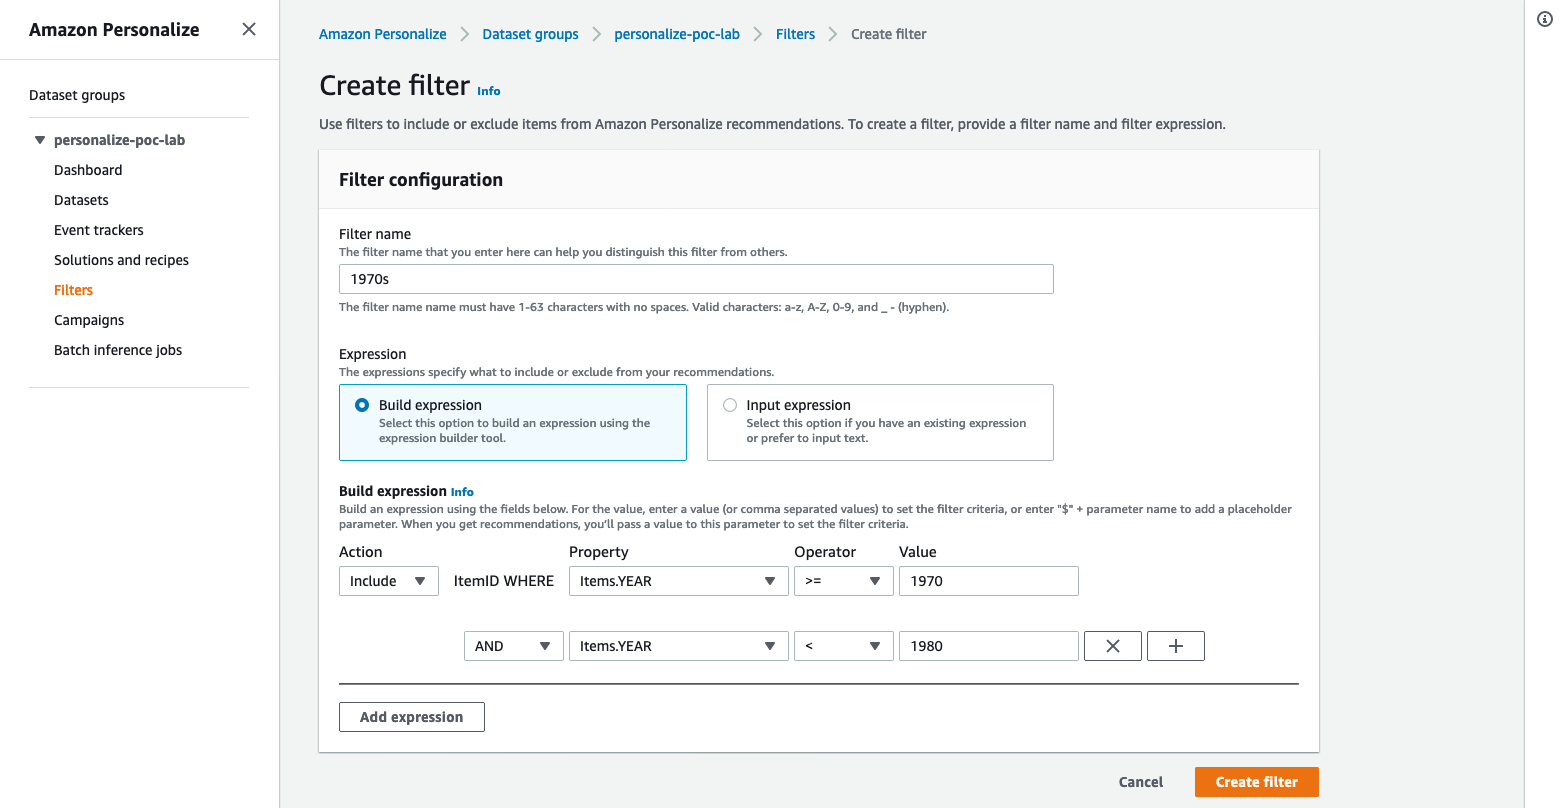 Amazon Personalize
Dataset groups
personalize-poc-lab
Dashboard
Datasets
Event trackers
Solutions and recipes
Filters
Campaigns
Batch inference jobs
Amazon Personalize
Dataset groups
personalize-poc-lab
Filters
Create filter
Create filter Info
Use filters to include or exclude items from Amazon Personalize recommendations. To create a filter, provide a filter name and filter expression.
Filter configuration
Filter name
The filter name that you enter here can help you distinguish this filter from others.
1970s
The filter name name must have 1-63 characters with no spaces. Valid characters: a-z, A-Z, 0-9, and _ - (hyphen).
Expression
The expressions specify what to include or exclude from your recommendations.
Build expression
Select this option to build an expression using the
expression builder tool.
Input expression
Select this option if you have an existing expression
or prefer to input text.
Build expression Info
Build an expression using the fields below. For the value, enter a value (or comma separated values) to set the filter criteria, or enter "$" + parameter name to add a placeholder
parameter. When you get recommendations, you'll pass a value to this parameter to set the filter criteria.
Action Property Operator Value
Include ItemID WHERE Items.YEAR >= 1970
AND Items.YEAR < 1980
Add expression
Cancel Create filter